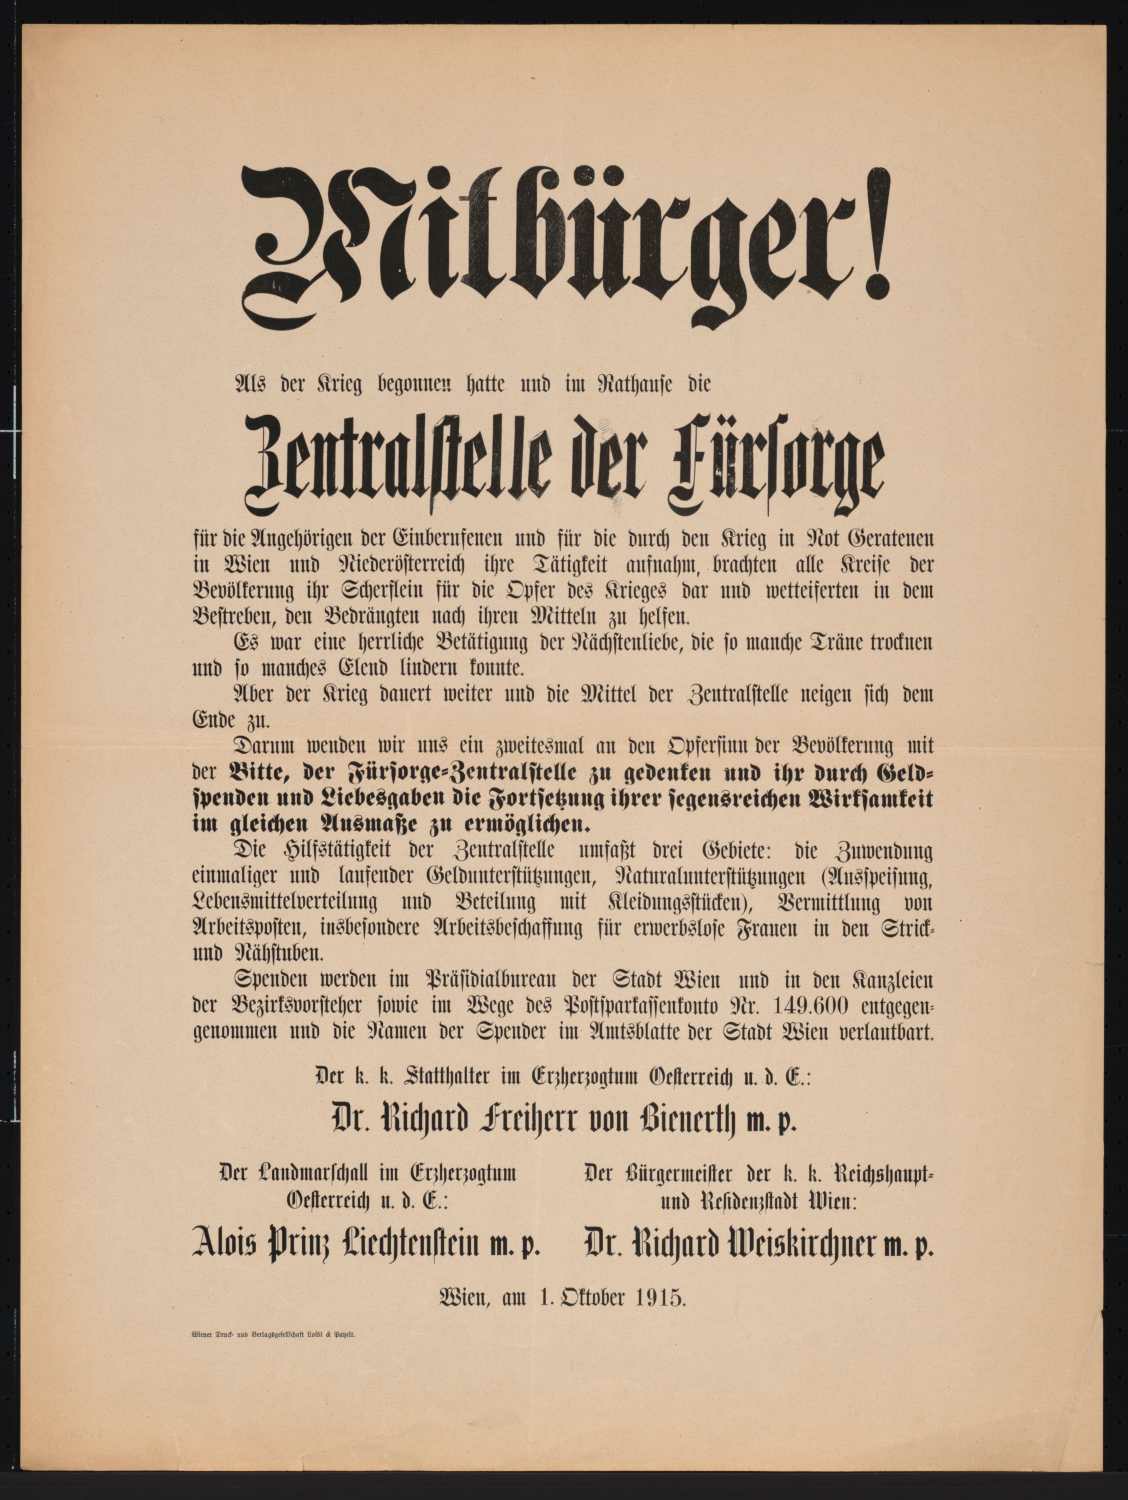 Mitbürger!
Als der Krieg begonnen hatte und im Rathause die
Zentralstelle der Fürsorge
für die Angehörigen der Einberufenen und für die durch den Krieg in Not Geratenen
in Wien und Niederösterreich ihre Tätigkeit aufnahm, brachten alle Kreise der
Bevölkerung ihr Scherflein für die Opfer des Krieges dar und wetteiferten in dem
Bestreben, den Bedrängten nach ihren Mitteln zu helfen.
Es war eine herrliche Betätigung der Nächstenliebe, die so manche Träne trocknen
und so manches Elend lindern konnte.
Aber der Krieg dauert weiter und die Mittel der Zentralstelle neigen sich dem
Ende zu.
Darum wenden wir uns ein zweitesmal an den Opfersinn der Bevölkerung mit
der Bitte, der Fürsorge-Zentralstelle zu gedenken und ihr durch Geld-
spenden und Liebesgaben die Fortsetzung ihrer segensreichen Wirksamkeit
im gleichen Ausmaße zu ermöglichen.
Die Hilfstätigkeit der Zentralstelle umfaßt drei Gebiete: die Zuwendung
einmaliger und laufender Geldunterstützungen, Naturalunterstützungen (Ausspeisung,
Lebensmittelverteilung und Beteilung mit Kleidungsstücken), Vermittlung von
Arbeitsposten, insbesondere Arbeitsbeschaffung für erwerbslose Frauen in den Strick-
und Nähstuben.
Spenden werden im Präsidialbureau der Stadt Wien und in den Kanzleien
der Bezirksvorsteher sowie im Wege des Postsparkassenkonto Nr. 149.600 entgegen-
genommen und die Namen der Spender im Amtsblatte der Stadt Wien verlautbart.
Der k. k. Statthalter im Erzherzogtum Oesterreich u. d. E.:
Dr. Richard Freiherr von Bienerth m. p.
Der Landmarschall im Erzherzogtum
Oesterreich u. d. E.:
Alois Prinz Liechtenstein m. p.
Der Bürgermeister der k. k. Reichshaupt-
und Residenzstadt Wien:
Dr. Richard Weiskirchner m. p.
Wien, am 1. Oktober 1915.
Wiener Druck- und Verlagsgesellschaft Loibl & Patzelt.